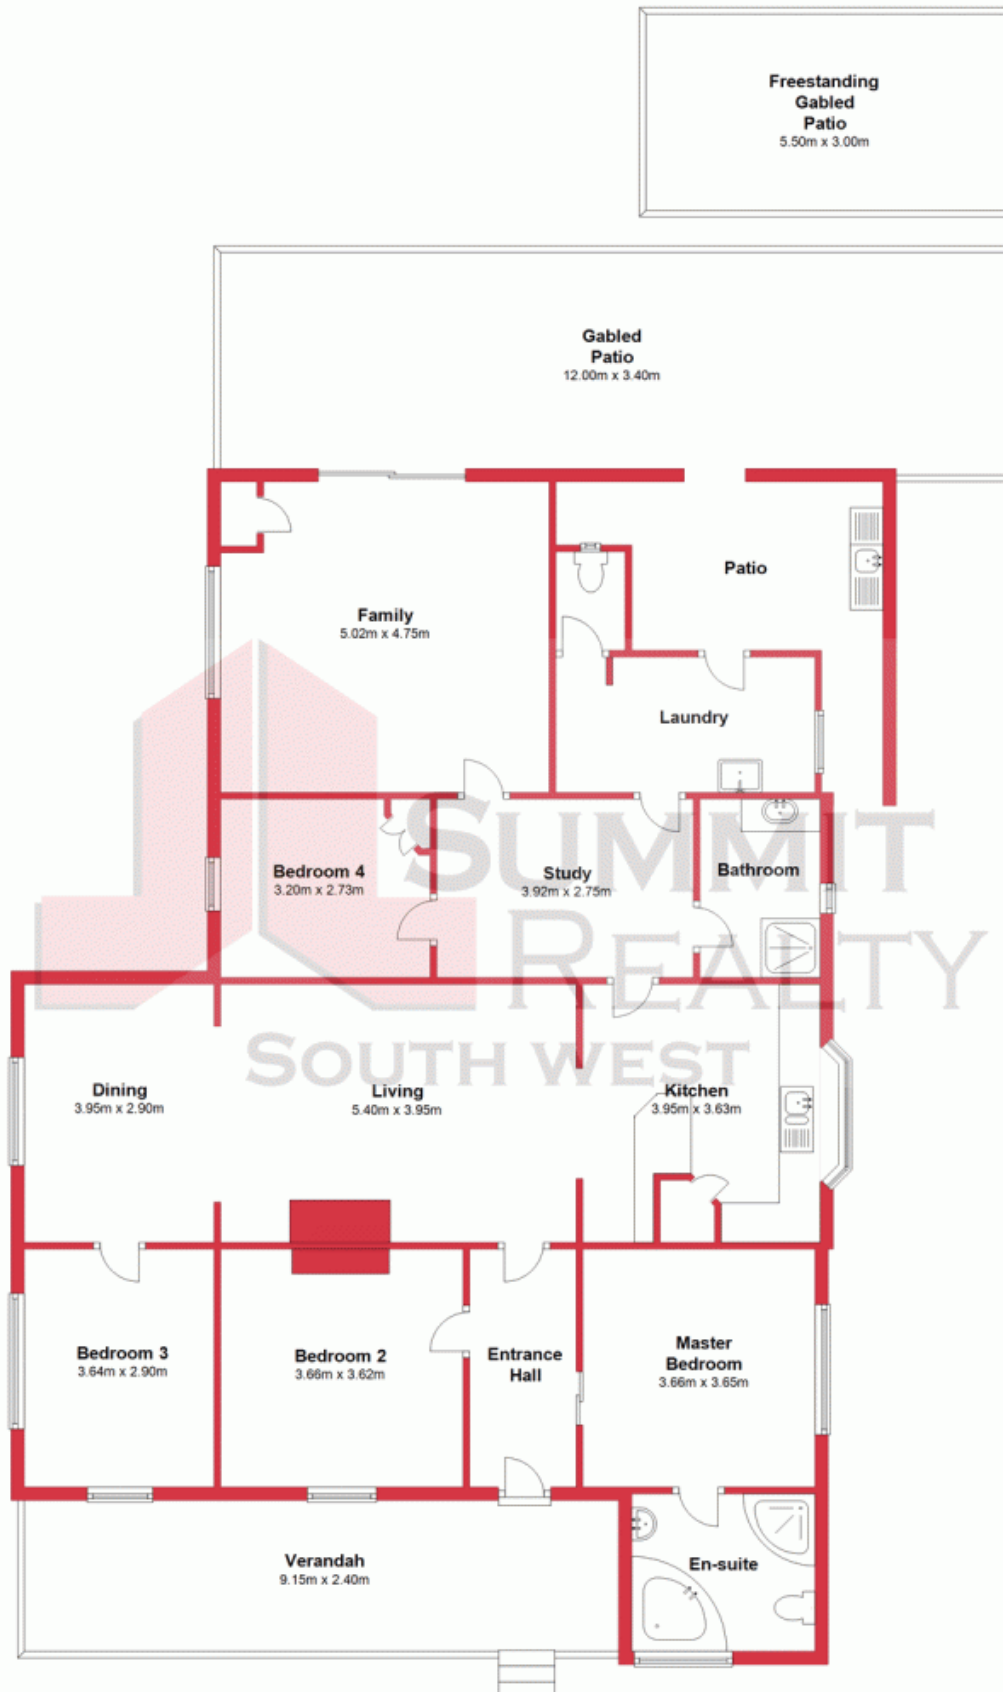 Freestanding
Gabled
Patio
5.50m x 3.00m
Gabled
Patio
12.00m x 3.40m
Patio
Family
5.02m x 4.75m
Laundry
Bedroom 4
3.20m x 2.73m
Study
3.92m x 2.75m
Bathroom
SUMMIT
REALTY
SOUTH WEST
Dining
3.95m x 2.90m
Living
5.40m x 3.95m
Kitchen
3.95m x 3.63m
Bedroom 3
3.64m x 2.90m
Bedroom 2
3.66m x 3.62m
Entrance
Hall
Master
Bedroom
3.66m x 3.65m
Verandah
9.15m x 2.40m
En-suite